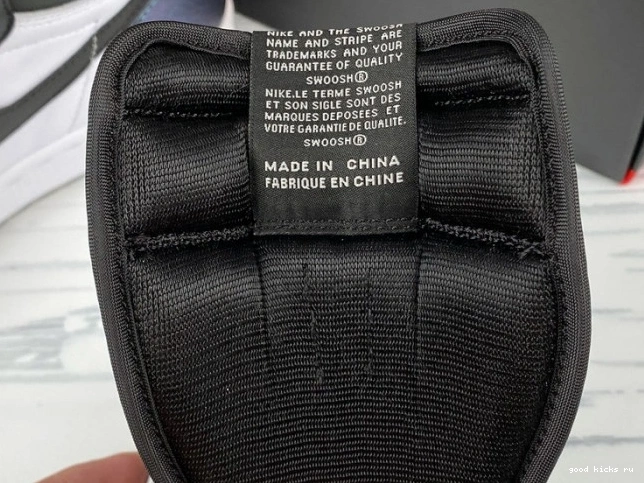 NIKE AND THE SWOOSH
NAME AND STRIPE ARE
TRADEMARKS AND YOUR
GUARANTEE OF QUALITY
SWOOSH®
NIKE.LE TERME SWOOSH
ET SON SIGLE SONT DES
MARQUES DEPOSEES ET
VOTRE GARANTIE DE QUALITE.
SWOOSH®
MADE IN CHINA
FABRIQUE EN CHINE
good kicks ru